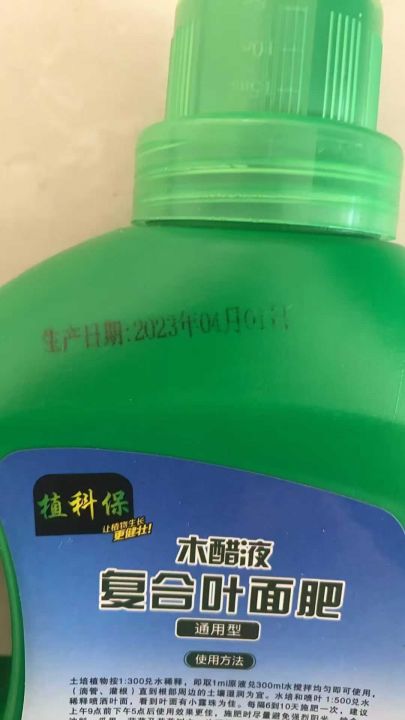 生产日期:2023年04月01日
植科保
让植物生长
更健壮!
木醋液
复合叶面肥
通用型
使用方法
土培植物按1:300兑水稀释，即取1ml原液兑300ml水搅拌均匀即可使用，
（滴管、灌根）直到根部周边的土壤湿润为宜。水培和喷叶 1:500兑水
稀释喷洒叶面，看到叶面有小露珠为佳。每隔6到10天施肥一次，建议
上午9点前下午5点后使用效果更佳，施肥时尽量避免强烈阳光